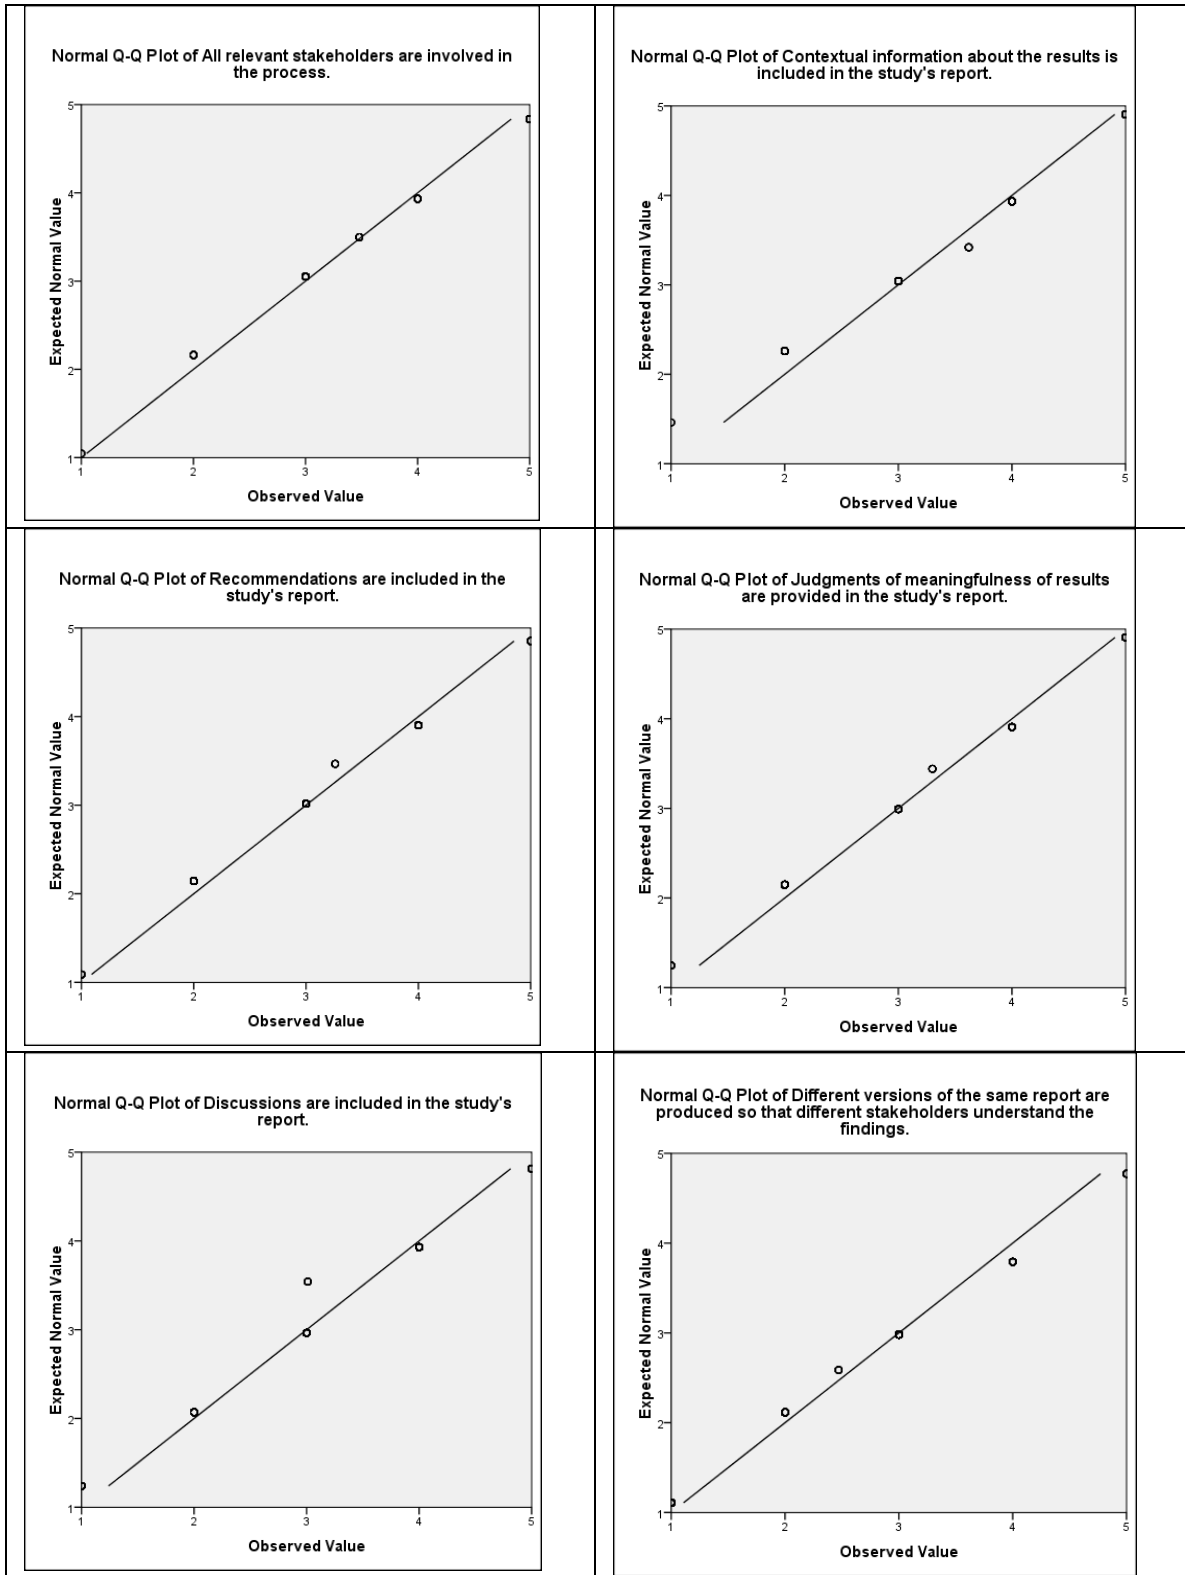 Normal Q-Q Plot of All relevant stakeholders are involved in
the process.
5
4
3
2
1
Expected Normal Value
1 2 3 4 5
Observed Value
Normal Q-Q Plot of Contextual information about the results is
included in the study's report.
5
4
3
2
1
Expected Normal Value
1 2 3 4 5
Observed Value
Normal Q-Q Plot of Recommendations are included in the
study's report.
5
4
3
2
1
Expected Normal Value
1 2 3 4 5
Observed Value
Normal Q-Q Plot of Judgments of meaningfulness of results
are provided in the study's report.
5
4
3
2
1
Expected Normal Value
1 2 3 4 5
Observed Value
Normal Q-Q Plot of Discussions are included in the study's
report.
5
4
3
2
1
Expected Normal Value
1 2 3 4 5
Observed Value
Normal Q-Q Plot of Different versions of the same report are
produced so that different stakeholders understand the
findings.
5
4
3
2
1
Expected Normal Value
1 2 3 4 5
Observed Value